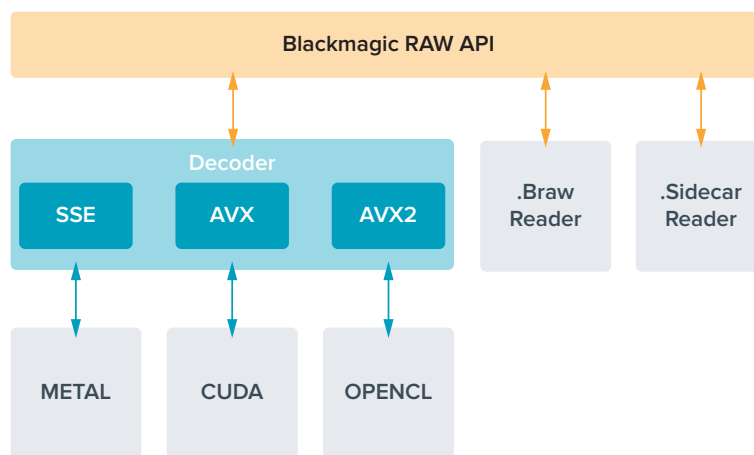 Blackmagic RAW API
Decoder
SSE
AVX
AVX2
.Braw
Reader
.Sidecar
Reader
METAL
CUDA
OPENCL